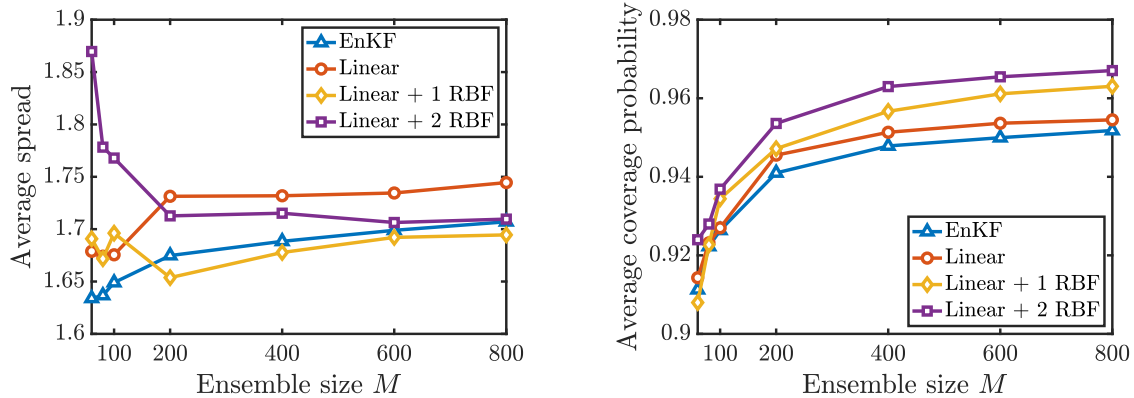 1.9
1.85
1.8
1.75
1.7
1.65
1.6
Average spread
EnKF
Linear
Linear + 1 RBF
Linear + 2 RBF
100
200
400
600
800
Ensemble size M
0.98
0.96
0.94
0.92
0.9
Average coverage probability
EnKF
Linear
Linear + 1 RBF
Linear + 2 RBF
100
200
400
600
800
Ensemble size M